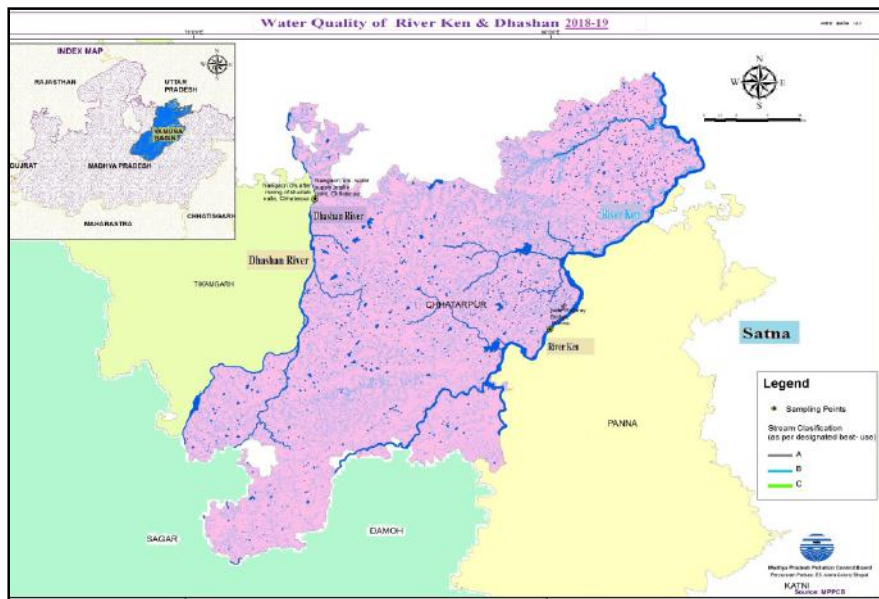 Water Quality of River Ken & Dhashan 2018-19
INDEX MAP
N
RAJASTHAN
UTTAR
PRADESH
YAMUNA
BASIN
GUJRAT
MADHYA PRADESH
CHHATISGARH
MAHARASTRA
N
W
E
S
Dhashan River
River Ken
Dhashan River
TIKAMGARH
CHHATARPUR
River Ken
Satna
PANNA
SAGAR
DAMOH
Legend
Sampling Points
Stream Clasification
(as per designated best- use)
A
B
C
Madhya Pradesh Pollution Control Board
KATNI
Source: MPPCB